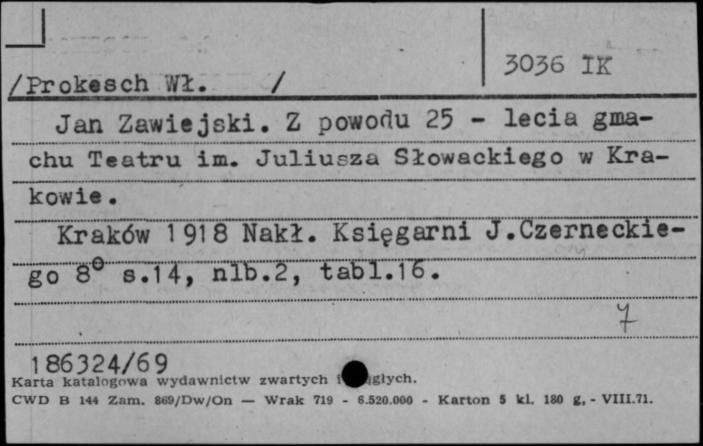 3036 IK
/Prokesch Wł. /
Jan Zawiejski. Z powodu 25 - lecia gma-
chu Teatru im. Juliusza Słowackiego w Kra-
kowie.
Kraków 1918 Nakł. Księgarni J.Czerneckie-
go 8° s.14, nlb.2, tabl.16.
7
186324/69
Karta katalogowa wydawnictw zwartych
CWD B 144 Zam. 869/Dw/On — Wrak 719 - 6.520.000 - Karton 5 kl. 180 g, - VIII.71.